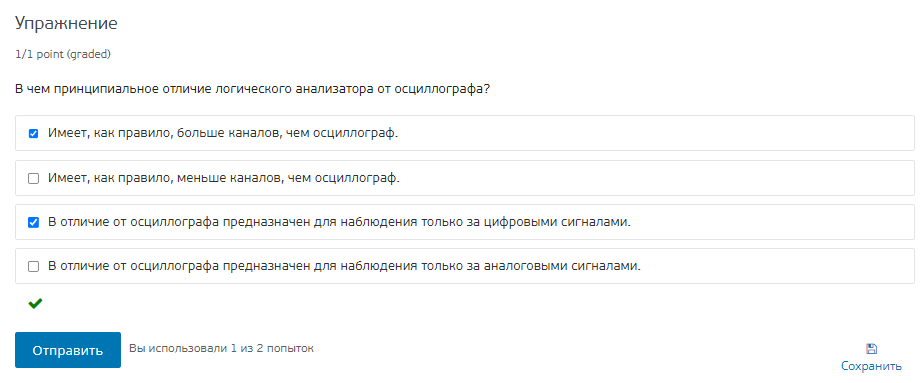 Упражнение
1/1 point (graded)
В чем принципиальное отличие логического анализатора от осциллографа?
Имеет, как правило, больше каналов, чем осциллограф.
Имеет, как правило, меньше каналов, чем осциллограф.
В отличие от осциллографа предназначен для наблюдения только за цифровыми сигналами.
В отличие от осциллографа предназначен для наблюдения только за аналоговыми сигналами.
Отправить
Вы использовали 1 из 2 попыток
Сохранить